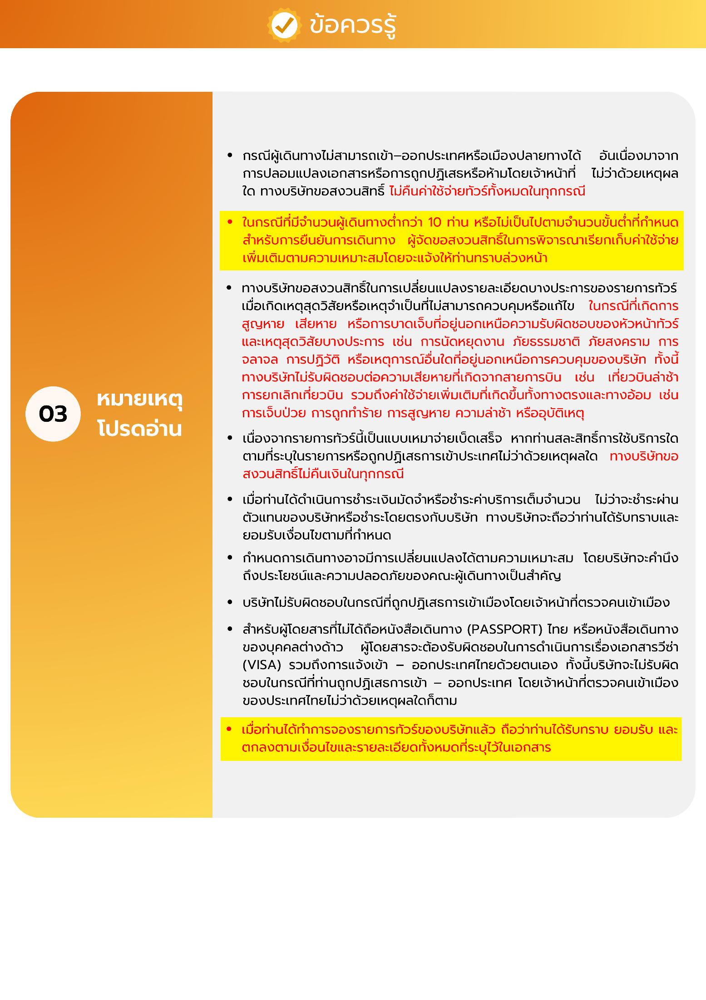 ข้อควรรู้
03
หมายเหตุ
โปรดอ่าน
• กรณีผู้เดินทางไม่สามารถเข้า–ออกประเทศหรือเมืองปลายทางได้ อันเนื่องมาจาก
การปลอมแปลงเอกสารหรือการถูกปฏิเสธหรือห้ามโดยเจ้าหน้าที่ ไม่ว่าด้วยเหตุผล
ใด ทางบริษัทขอสงวนสิทธิ์ ไม่คืนค่าใช้จ่ายทัวร์ทั้งหมดในทุกกรณี
• ในกรณีที่มีจำนวนผู้เดินทางต่ำกว่า 10 ท่าน หรือไม่เป็นไปตามจำนวนขั้นต่ำที่กำหนด
สำหรับการยืนยันการเดินทาง ผู้จัดขอสงวนสิทธิ์ในการพิจารณาเรียกเก็บค่าใช้จ่าย
เพิ่มเติมตามความเหมาะสมโดยจะแจ้งให้ท่านทราบล่วงหน้า
• ทางบริษัทขอสงวนสิทธิ์ในการเปลี่ยนแปลงรายละเอียดบางประการของรายการทัวร์
เมื่อเกิดเหตุสุดวิสัยหรือเหตุจำเป็นที่ไม่สามารถควบคุมหรือแก้ไข ในกรณีที่เกิดการ
สูญหาย เสียหาย หรือการบาดเจ็บที่อยู่นอกเหนือความรับผิดชอบของหัวหน้าทัวร์
และเหตุสุดวิสัยบางประการ เช่น การนัดหยุดงาน ภัยธรรมชาติ ภัยสงคราม การ
จลาจล การปฏิวัติ หรือเหตุการณ์อื่นใดที่อยู่นอกเหนือการควบคุมของบริษัท ทั้งนี้
ทางบริษัทไม่รับผิดชอบต่อความเสียหายที่เกิดจากสายการบิน เช่น เที่ยวบินล่าช้า
การยกเลิกเที่ยวบิน รวมถึงค่าใช้จ่ายเพิ่มเติมที่เกิดขึ้นทั้งทางตรงและทางอ้อม เช่น
การเจ็บป่วย การถูกทำร้าย การสูญหาย ความล่าช้า หรืออุบัติเหตุ
• เนื่องจากรายการทัวร์นี้เป็นแบบเหมาจ่ายเบ็ดเสร็จ หากท่านสละสิทธิ์การใช้บริการใด
ตามที่ระบุในรายการหรือถูกปฏิเสธการเข้าประเทศไม่ว่าด้วยเหตุผลใด ทางบริษัทขอ
สงวนสิทธิ์ไม่คืนเงินในทุกกรณี
• เมื่อท่านได้ดำเนินการชำระเงินมัดจำหรือชำระค่าบริการเต็มจำนวน ไม่ว่าจะชำระผ่าน
ตัวแทนของบริษัทหรือชำระโดยตรงกับบริษัท ทางบริษัทจะถือว่าท่านได้รับทราบและ
ยอมรับเงื่อนไขตามที่กำหนด
• กำหนดการเดินทางอาจมีการเปลี่ยนแปลงได้ตามความเหมาะสม โดยบริษัทจะคำนึง
ถึงประโยชน์และความปลอดภัยของคณะผู้เดินทางเป็นสำคัญ
• บริษัทไม่รับผิดชอบในกรณีที่ถูกปฏิเสธการเข้าเมืองโดยเจ้าหน้าที่ตรวจคนเข้าเมือง
• สำหรับผู้โดยสารที่ไม่ได้ถือหนังสือเดินทาง (PASSPORT) ไทย หรือหนังสือเดินทาง
ของบุคคลต่างด้าว ผู้โดยสารจะต้องรับผิดชอบในการดำเนินการเรื่องเอกสารวีซ่า
(VISA) รวมถึงการแจ้งเข้า – ออกประเทศไทยด้วยตนเอง ทั้งนี้บริษัทจะไม่รับผิด
ชอบในกรณีที่ท่านถูกปฏิเสธการเข้า – ออกประเทศ โดยเจ้าหน้าที่ตรวจคนเข้าเมือง
ของประเทศไทยไม่ว่าด้วยเหตุผลใดก็ตาม
• เมื่อท่านได้ทำการจองรายการทัวร์ของบริษัทแล้ว ถือว่าท่านได้รับทราบ ยอมรับ และ
ตกลงตามเงื่อนไขและรายละเอียดทั้งหมดที่ระบุไว้ในเอกสาร